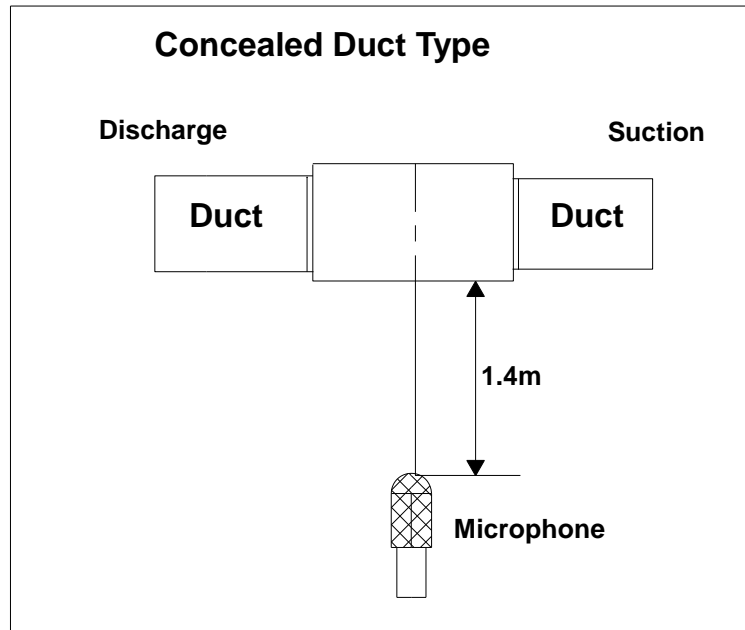 Concealed Duct Type
Discharge
Suction
Duct
Duct
1.4m
Microphone